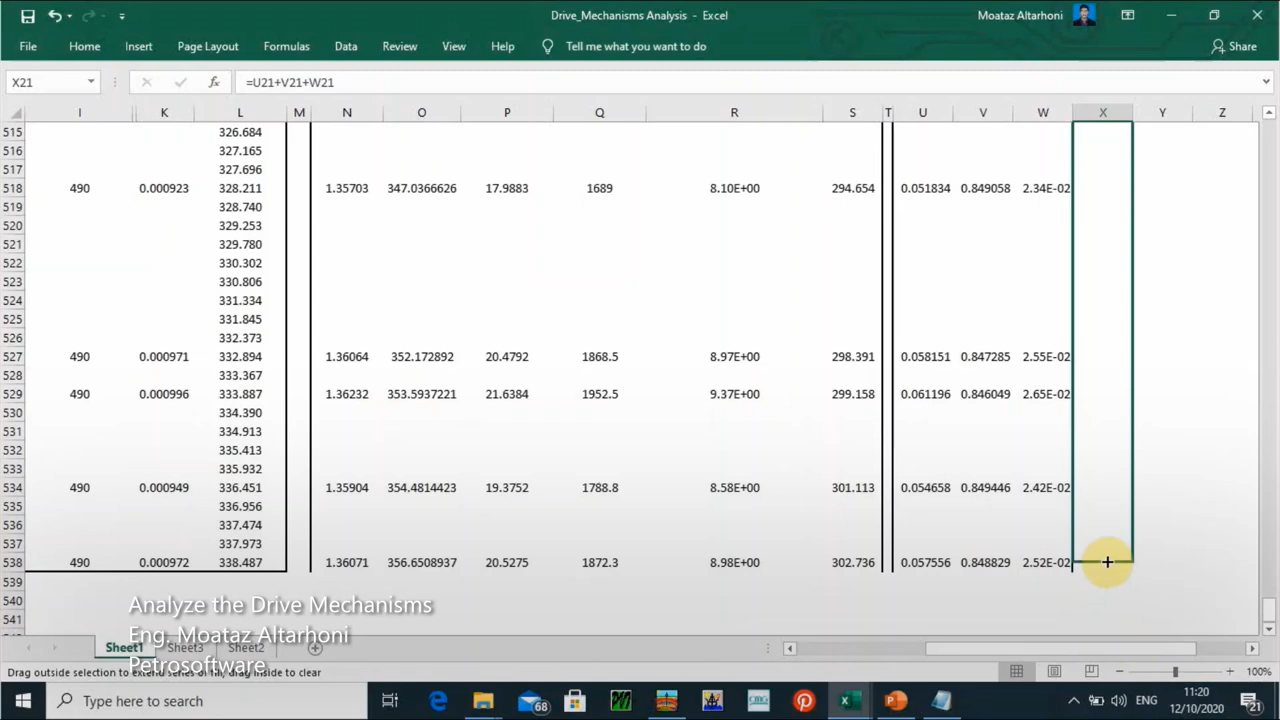 Drive_Mechanisms Analysis - Excel
Moataz Altarhoni
File Home Insert Page Layout Formulas Data Review View Help Tell me what you want to do Share
X21 fx =U21+V21+W21
I K L M N O P Q R S T U V W X Y Z
515 326.684
516 327.165
517 327.696
518 490 0.000923 328.211 1.35703 347.0366626 17.9883 1689 8.10E+00 294.654 0.051834 0.849058 2.34E-02
519 328.740
520 329.253
521 329.780
522 330.302
523 330.806
524 331.334
525 331.845
526 332.373
527 490 0.000971 332.894 1.36064 352.172892 20.4792 1868.5 8.97E+00 298.391 0.058151 0.847285 2.55E-02
528 333.367
529 490 0.000996 333.887 1.36232 353.5937221 21.6384 1952.5 9.37E+00 299.158 0.061196 0.846049 2.65E-02
530 334.390
531 334.913
532 335.413
533 335.932
534 490 0.000949 336.451 1.35904 354.4814423 19.3752 1788.8 8.58E+00 301.113 0.054658 0.849446 2.42E-02
535 336.956
536 337.474
537 337.973
538 490 0.000972 338.487 1.36071 356.6508937 20.5275 1872.3 8.98E+00 302.736 0.057556 0.848829 2.52E-02
539
540
541
Analyze the Drive Mechanisms
Eng. Moataz Altarhoni
Petrosoftware
Sheet1 Sheet3 Sheet2
Drag outside selection to extend series or fill; drag inside to clear
100%
Type here to search
68
CMG
ENG
11:20
12/10/2020
21